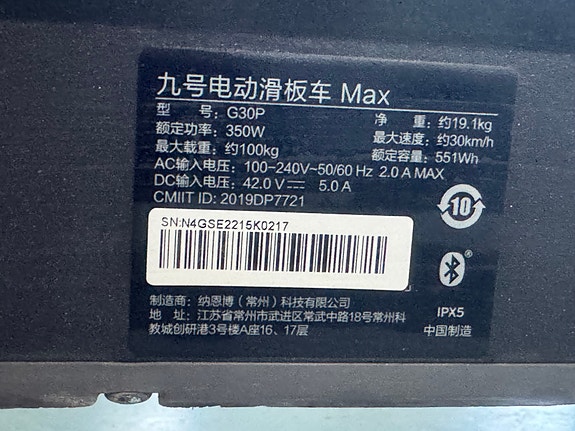 九号电动滑板车 Max
型 号: G30P 净 重: 约19.1kg
额定功率: 350W 最大速度: 约30km/h
最大载重: 约100kg 额定容量: 551Wh
AC输入电压: 100-240V~50/60 Hz 2.0 A MAX
DC输入电压: 42.0 V⎓ 5.0 A
CMIIT ID: 2019DP7721
10
SN:N4GSE2215K0217
®
制造商: 纳恩博（常州）科技有限公司
地 址: 江苏省常州市武进区常武中路18号常州科
教城创研港3号楼A座16、17层
IPX5
中国制造